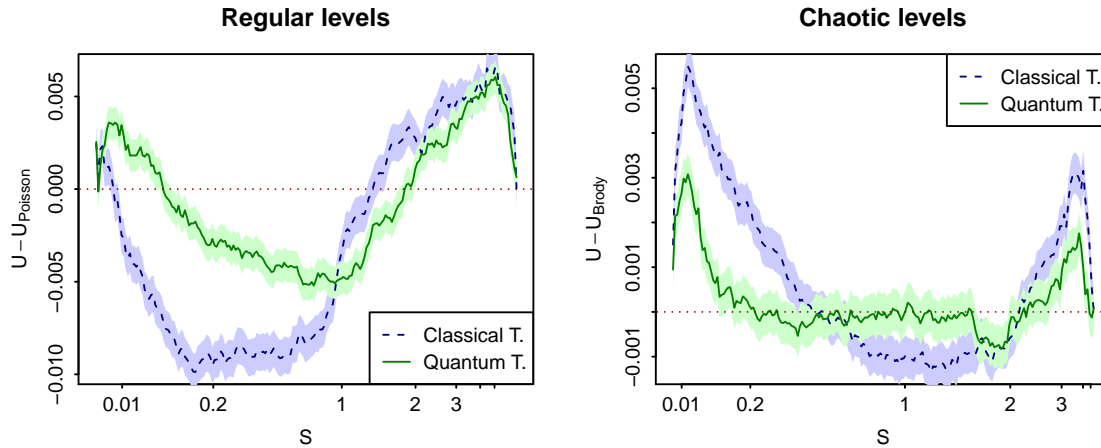 Regular levels
U − U_Poisson
0.005
0.000
−0.005
−0.010
0.01 0.2 1 2 3
S
Classical T.
Quantum T.
Chaotic levels
U − U_Brody
0.005
0.003
0.001
−0.001
0.01 0.2 1 2 3
S
Classical T.
Quantum T.